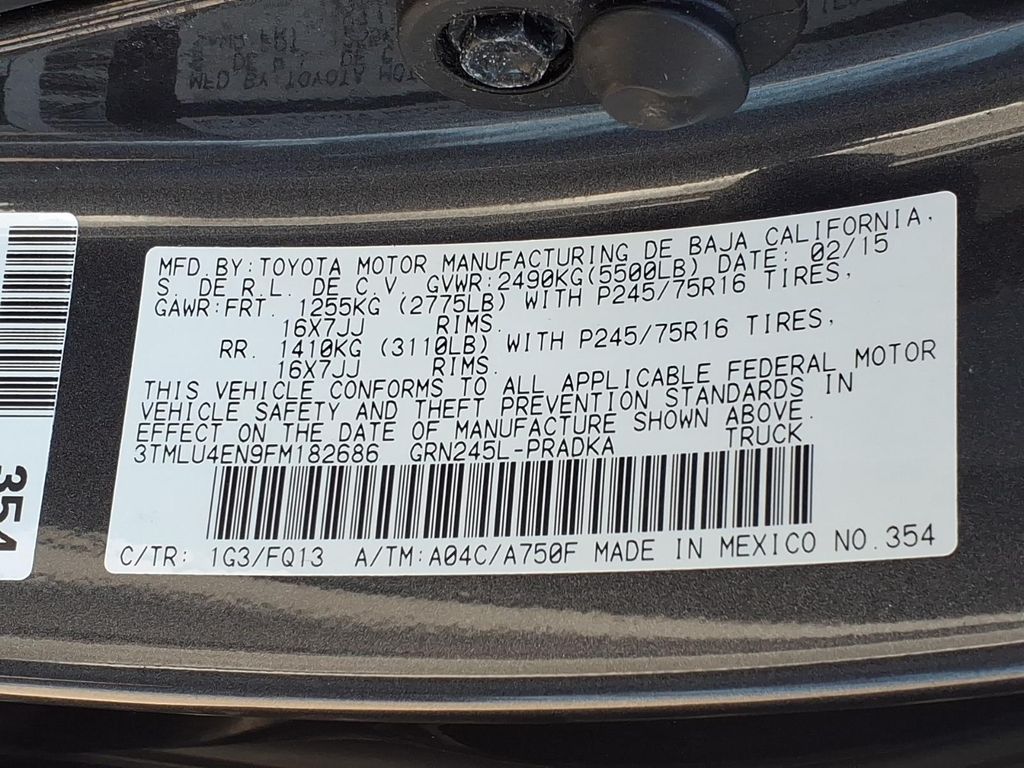 MFD. BY: TOYOTA MOTOR MANUFACTURING DE BAJA CALIFORNIA,
S. DE R.L. DE C.V. GVWR:2490KG(5500LB) DATE: 02/15
GAWR:FRT. 1255KG (2775LB) WITH P245/75R16 TIRES,
16X7JJ RIMS.
RR. 1410KG (3110LB) WITH P245/75R16 TIRES,
16X7JJ RIMS.
THIS VEHICLE CONFORMS TO ALL APPLICABLE FEDERAL MOTOR
VEHICLE SAFETY AND THEFT PREVENTION STANDARDS IN
EFFECT ON THE DATE OF MANUFACTURE SHOWN ABOVE.
3TMLU4EN9FM182686 GRN245L-PRADKA TRUCK
C/TR: 1G3/FQ13 A/TM:A04C/A750F MADE IN MEXICO NO.354
354